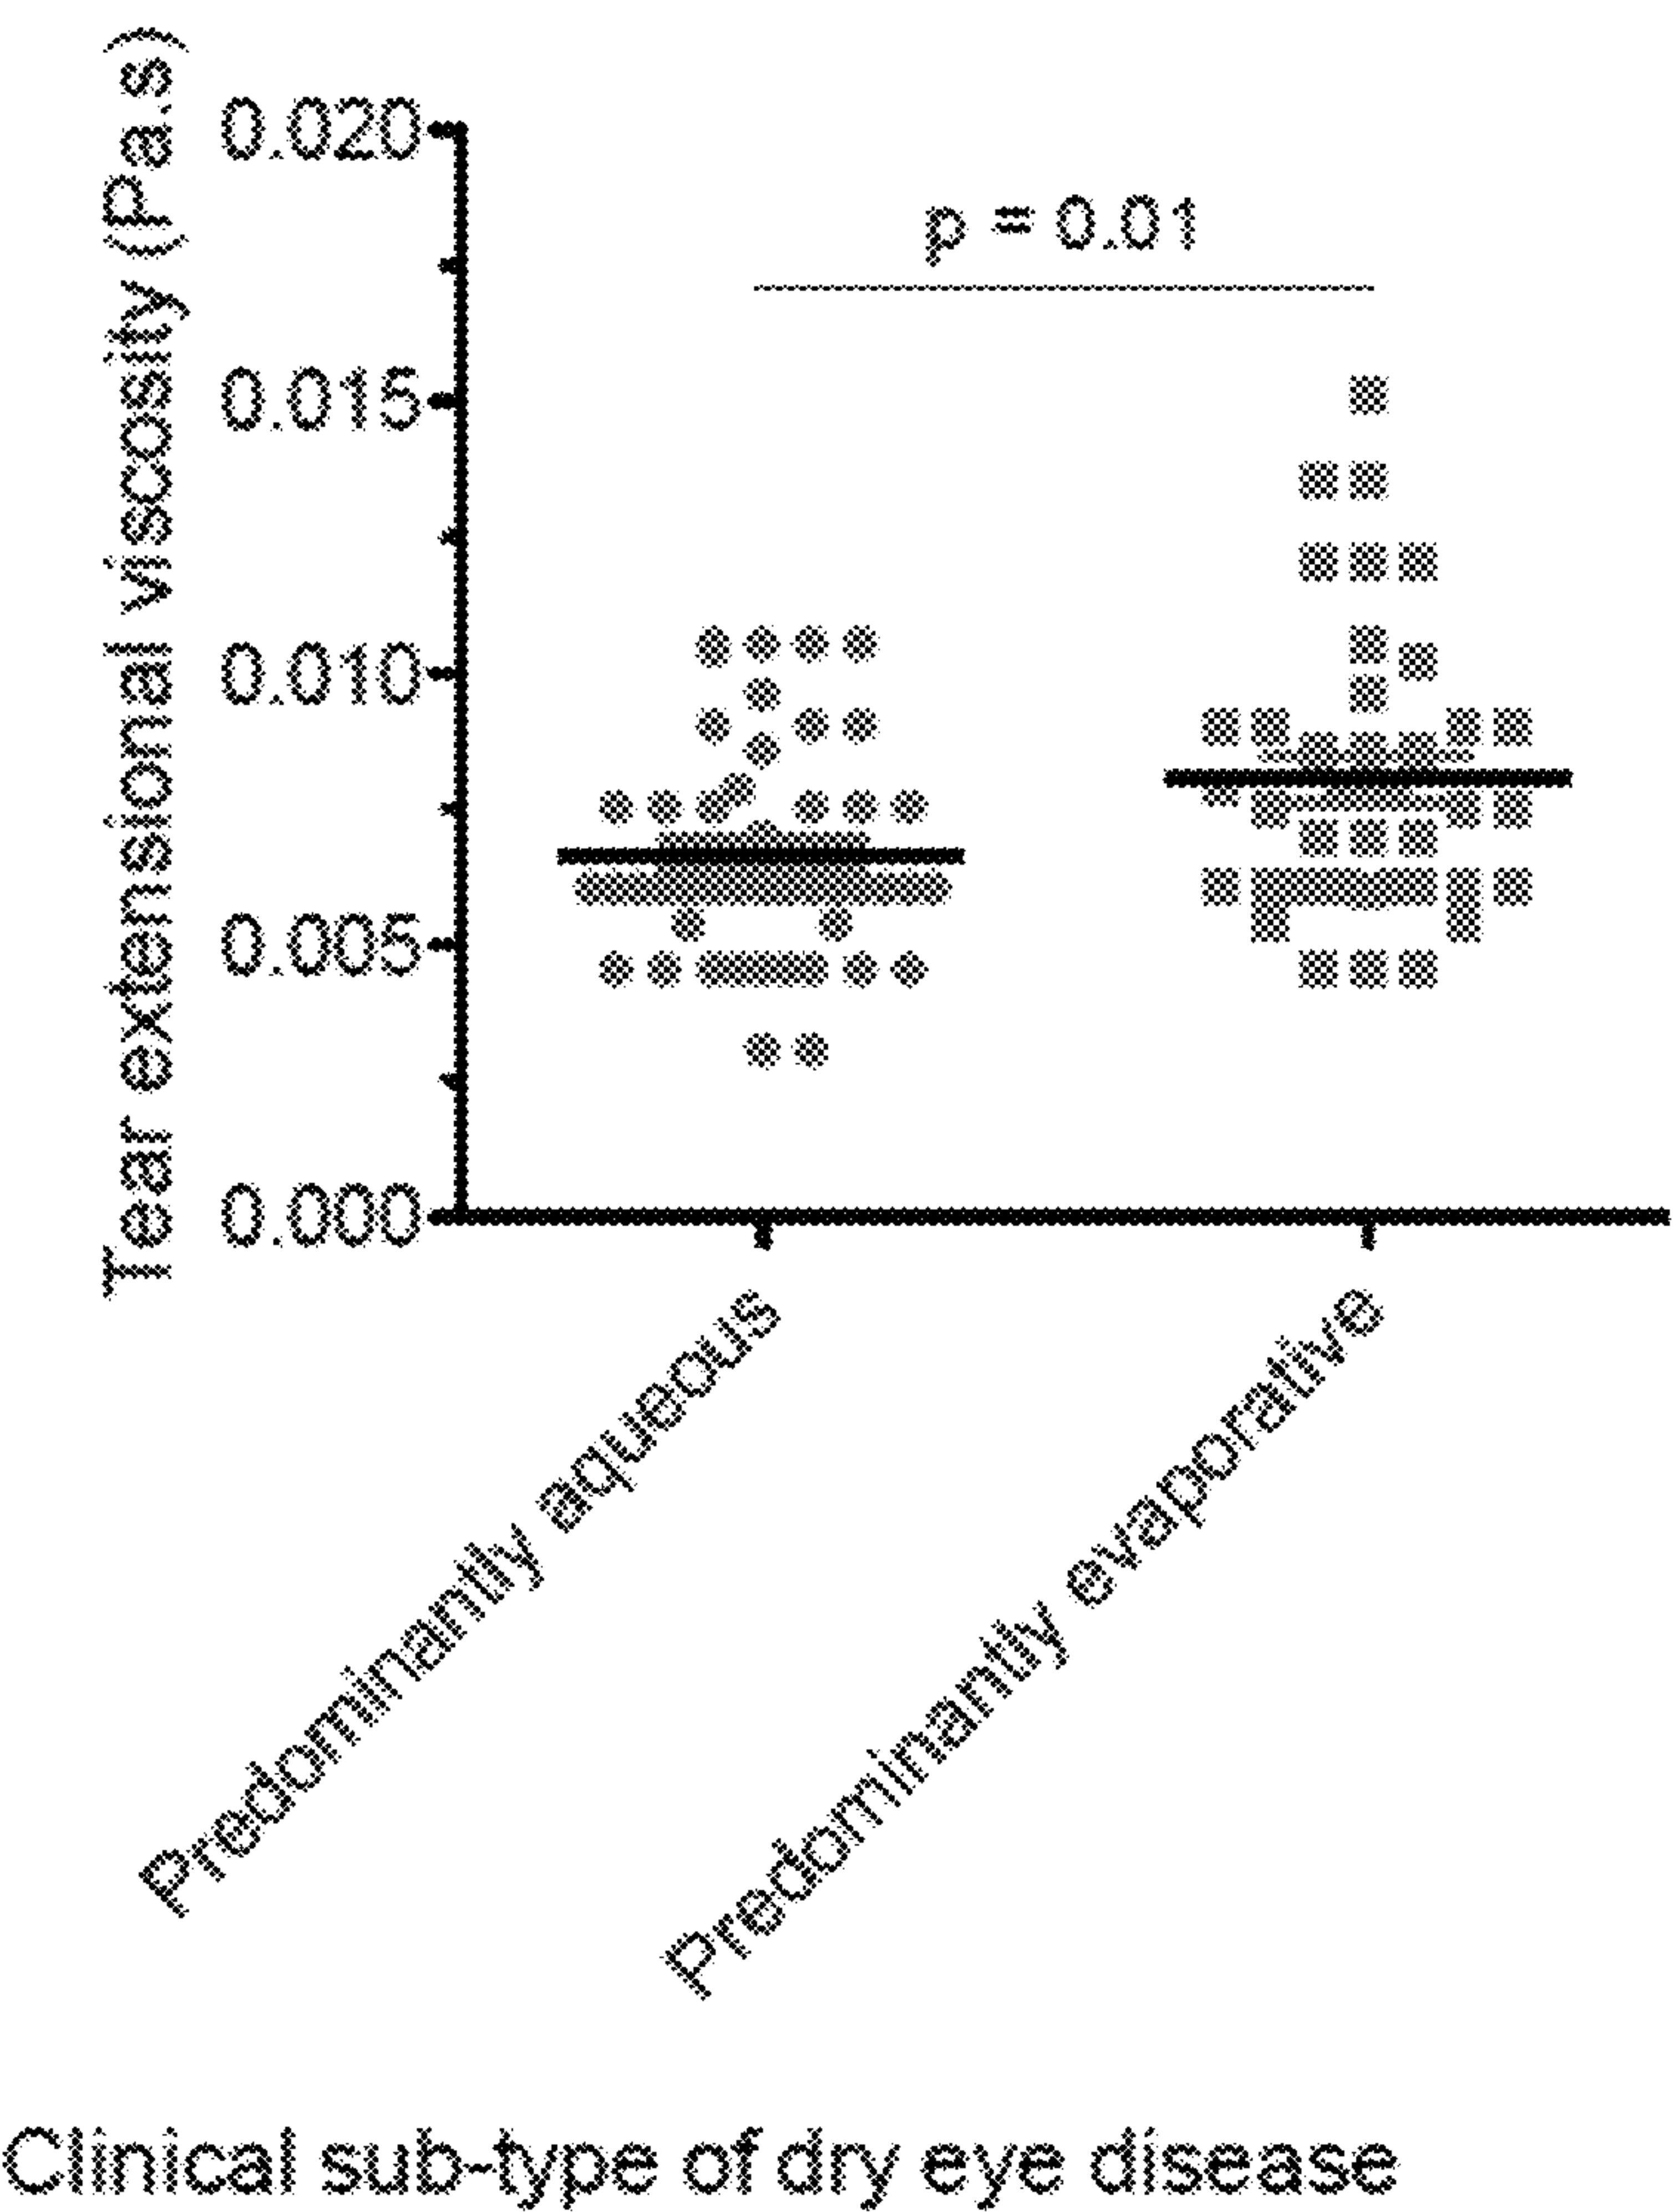 Tear extensional viscosity (Pa.s)
0.020
0.015
0.010
0.005
0.000
p = 0.01
Predominantly aqueous
Predominantly evaporative
Clinical sub-type of dry eye disease